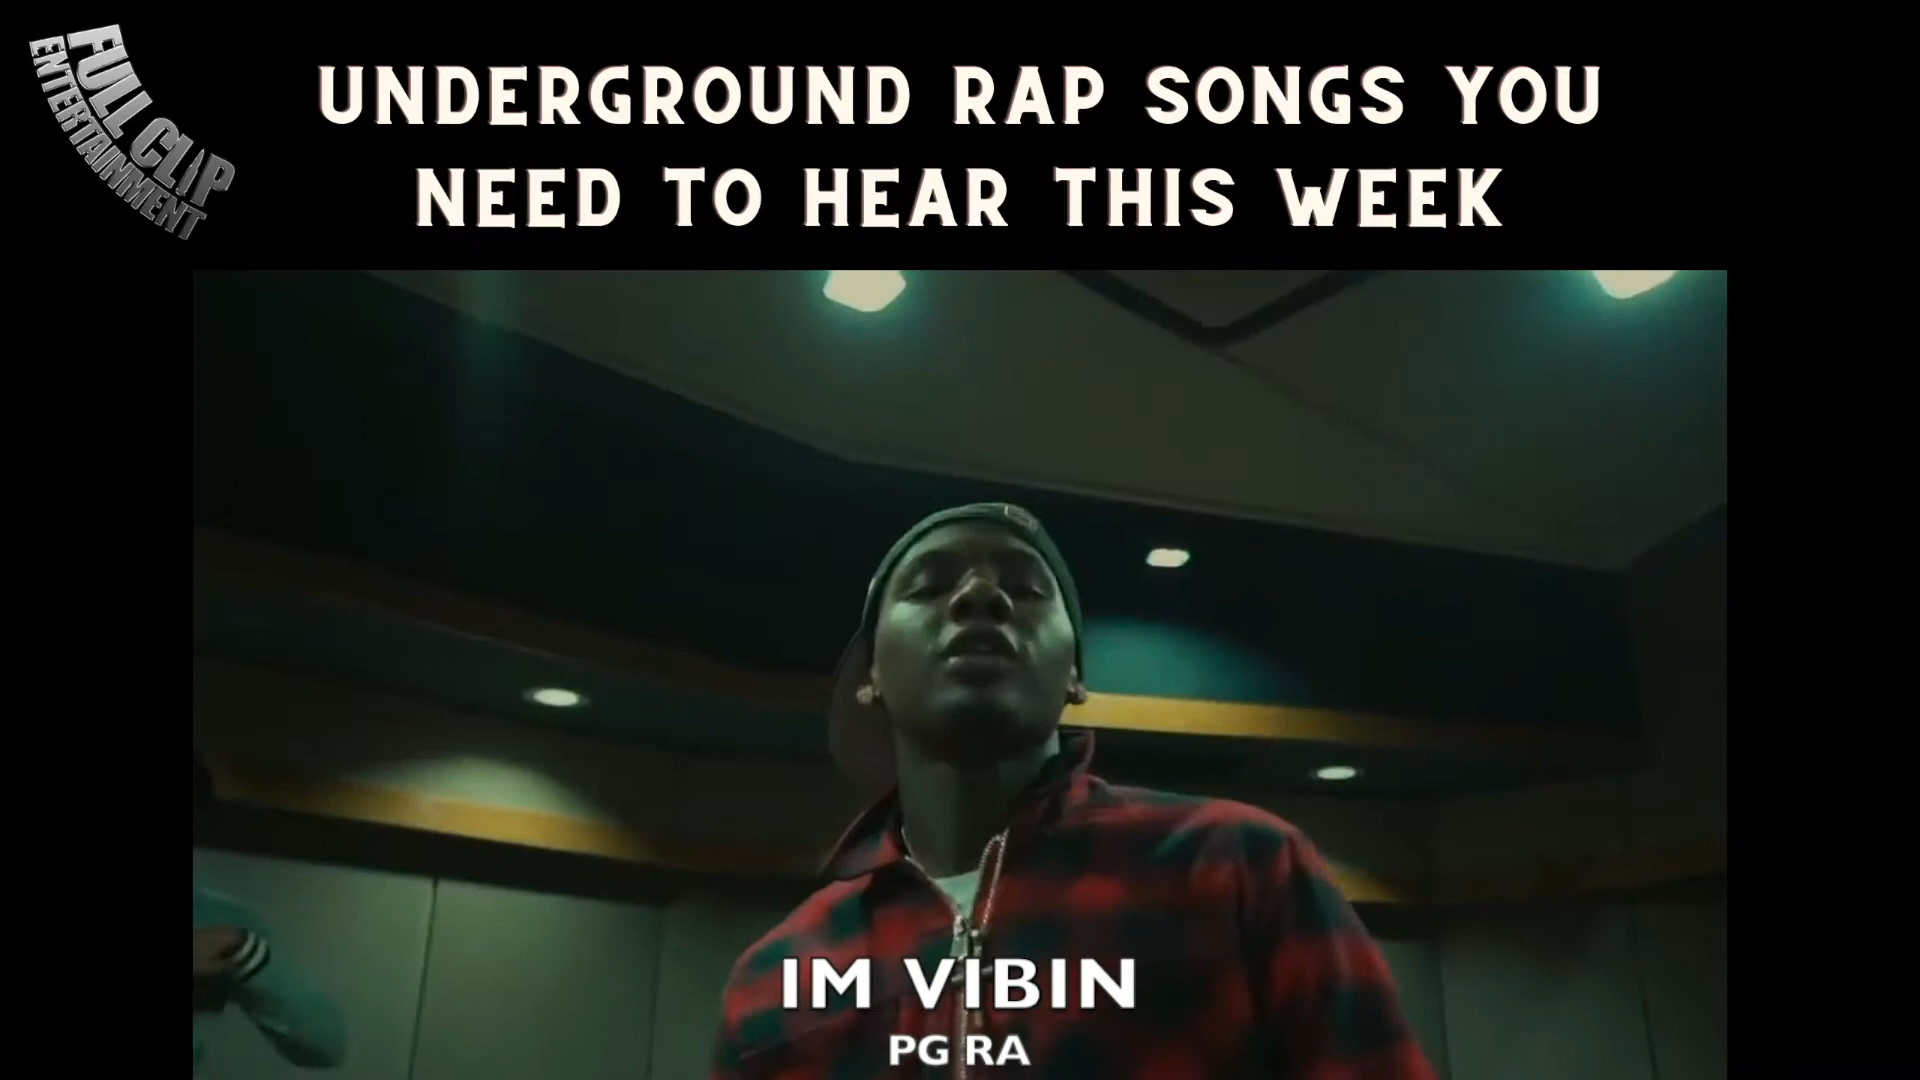 FULL CLIP
ENTERTAINMENT
UNDERGROUND RAP SONGS YOU
NEED TO HEAR THIS WEEK
IM VIBIN
PG RA